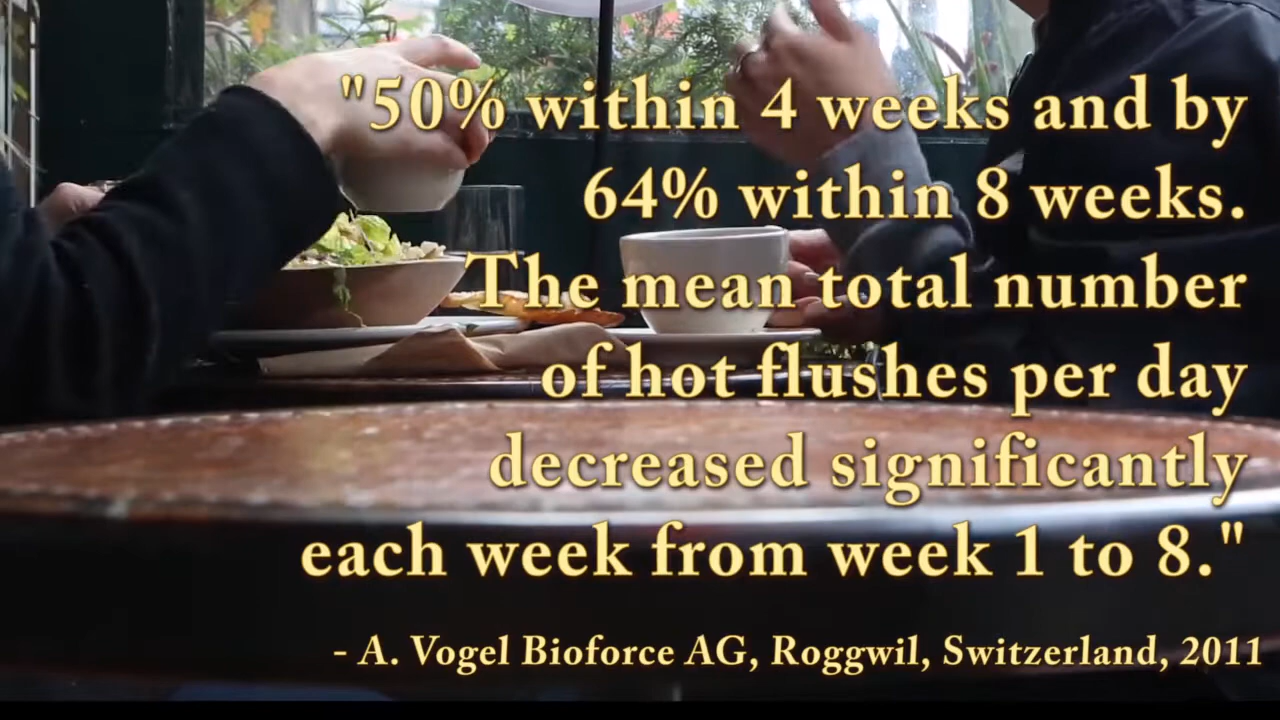 "50% within 4 weeks and by
64% within 8 weeks.
The mean total number
of hot flushes per day
decreased significantly
each week from week 1 to 8."
- A. Vogel Bioforce AG, Roggwil, Switzerland, 2011